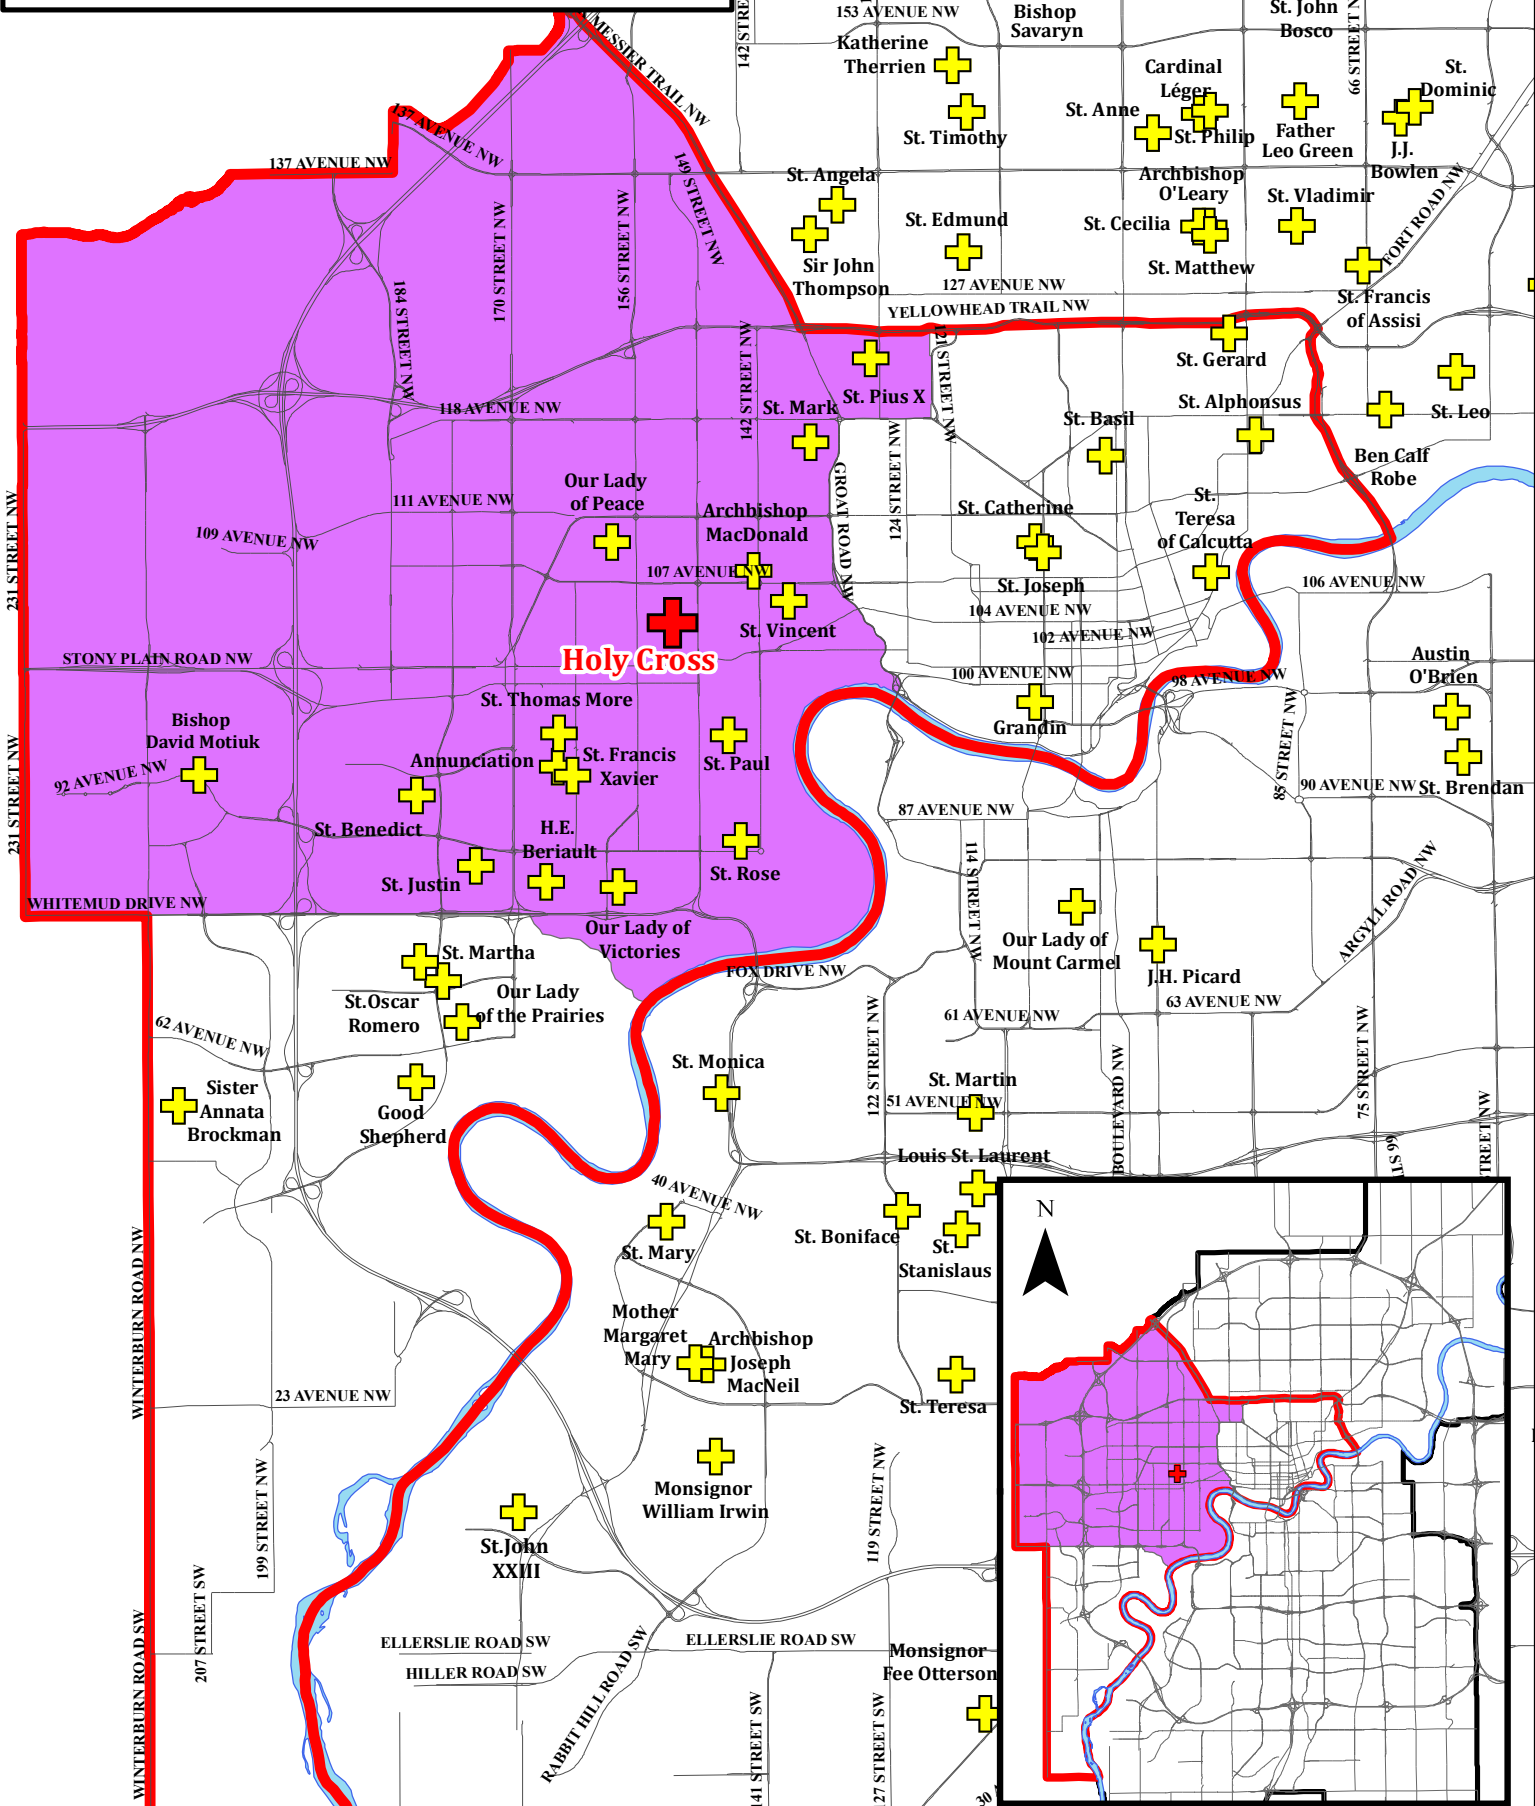 153 AVENUE NW
Bishop
Savaryn
St. John
Bosco
142 STRE
66 STREET N
MESSIER TRAIL NW
Katherine
Therrien
St. Timothy
St. Anne
Cardinal
Léger
St. Philip
Father
Leo Green
St.
Dominic
J.J.
Bowlen
137 AVENUE NW
137 AVENUE NW
149 STREET NW
St. Angela
Sir John
Thompson
St. Edmund
Archbishop
O'Leary
St. Cecilia
St. Matthew
St. Vladimir
FORT ROAD NW
St. Francis
of Assisi
170 STREET NW
156 STREET NW
184 STREET NW
127 AVENUE NW
YELLOWHEAD TRAIL NW
142 STREET NW
121 STREET NW
St. Pius X
St. Gerard
St. Leo
118 AVENUE NW
St. Mark
St. Basil
St. Alphonsus
Ben Calf
Robe
GROAT ROAD NW
124 STREET NW
231 STREET NW
111 AVENUE NW
109 AVENUE NW
Our Lady
of Peace
Archbishop
MacDonald
107 AVENUE NW
St. Vincent
St. Catherine
St. Joseph
St.
Teresa
of Calcutta
106 AVENUE NW
104 AVENUE NW
102 AVENUE NW
100 AVENUE NW
98 AVENUE NW
Holy Cross
STONY PLAIN ROAD NW
St. Thomas More
Grandin
Austin
O'Brien
85 STREET NW
90 AVENUE NW
St. Brendan
231 STREET NW
Bishop
David Motiuk
92 AVENUE NW
Annunciation
St. Francis
Xavier
St. Paul
St. Benedict
H.E.
Beriault
St. Justin
St. Rose
87 AVENUE NW
114 STREET NW
ARGYLL ROAD NW
WHITEMUD DRIVE NW
Our Lady of
Victories
Our Lady of
Mount Carmel
J.H. Picard
St. Martha
St.Oscar
Romero
Our Lady
of the Prairies
FOX DRIVE NW
63 AVENUE NW
61 AVENUE NW
122 STREET NW
75 STREET NW
62 AVENUE NW
Sister
Annata
Brockman
Good
Shepherd
St. Monica
St. Martin
51 AVENUE NW
BOULEVARD NW
STREET NW
66 ST
Louis St. Laurent
40 AVENUE NW
St. Mary
St. Boniface
St.
Stanislaus
N
WINTERBURN ROAD NW
Mother
Margaret
Mary
Archbishop
Joseph
MacNeil
St. Teresa
23 AVENUE NW
199 STREET NW
Monsignor
William Irwin
119 STREET NW
St.John
XXIII
207 STREET SW
WINTERBURN ROAD SW
ELLERSLIE ROAD SW
HILLER ROAD SW
RABBIT HILL ROAD SW
ELLERSLIE ROAD SW
Monsignor
Fee Otterson
141 STREET SW
127 STREET SW
30